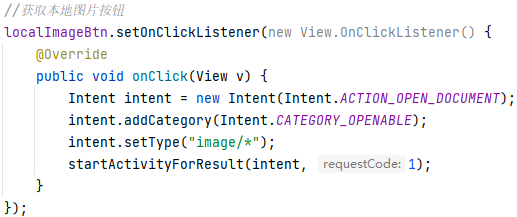 //获取本地图片按钮
localImageBtn.setOnClickListener(new View.OnClickListener() {
    @Override
    public void onClick(View v) {
        Intent intent = new Intent(Intent.ACTION_OPEN_DOCUMENT);
        intent.addCategory(Intent.CATEGORY_OPENABLE);
        intent.setType("image/*");
        startActivityForResult(intent, requestCode: 1);
    }
});